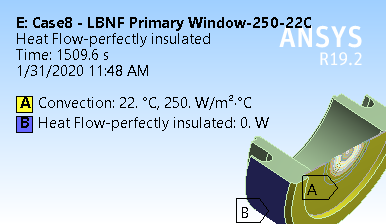 E: Case8 - LBNF Primary Window-250-22C
Heat Flow-perfectly insulated
Time: 1509.6 s
1/31/2020 11:48 AM
ANSYS
R19.2
A Convection: 22. °C, 250. W/m²·°C
B Heat Flow-perfectly insulated: 0. W
A
B